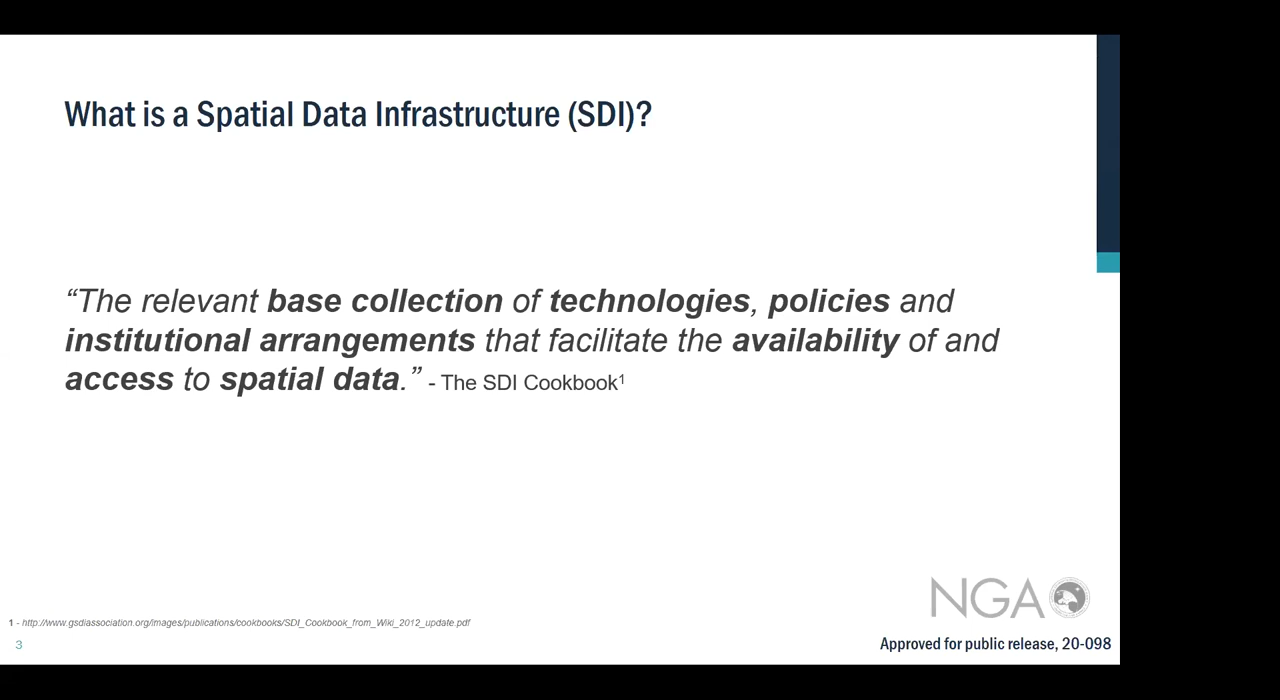 What is a Spatial Data Infrastructure (SDI)?
“The relevant base collection of technologies, policies and
institutional arrangements that facilitate the availability of and
access to spatial data.” - The SDI Cookbook¹
NGA
1 - http://www.gsdiassociation.org/images/publications/cookbooks/SDI_Cookbook_from_Wiki_2012_update.pdf
3
Approved for public release, 20-098